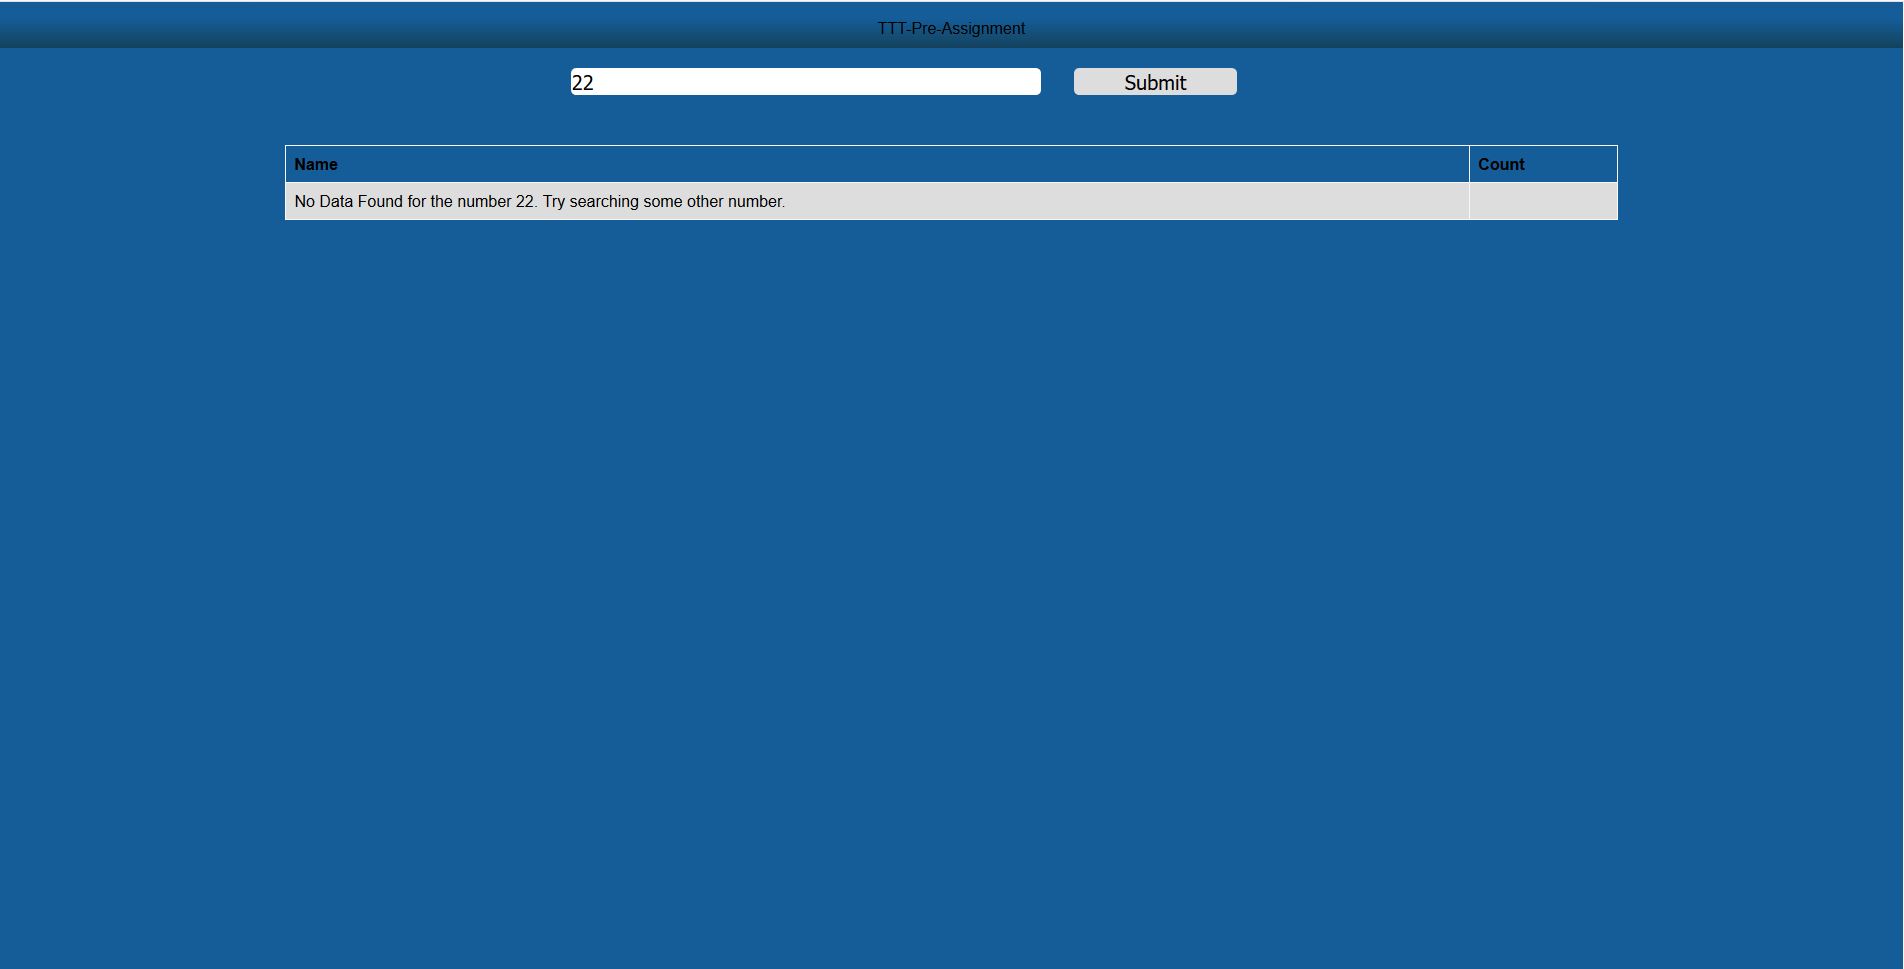 TTT-Pre-Assignment
22 Submit
Name Count
No Data Found for the number 22. Try searching some other number.